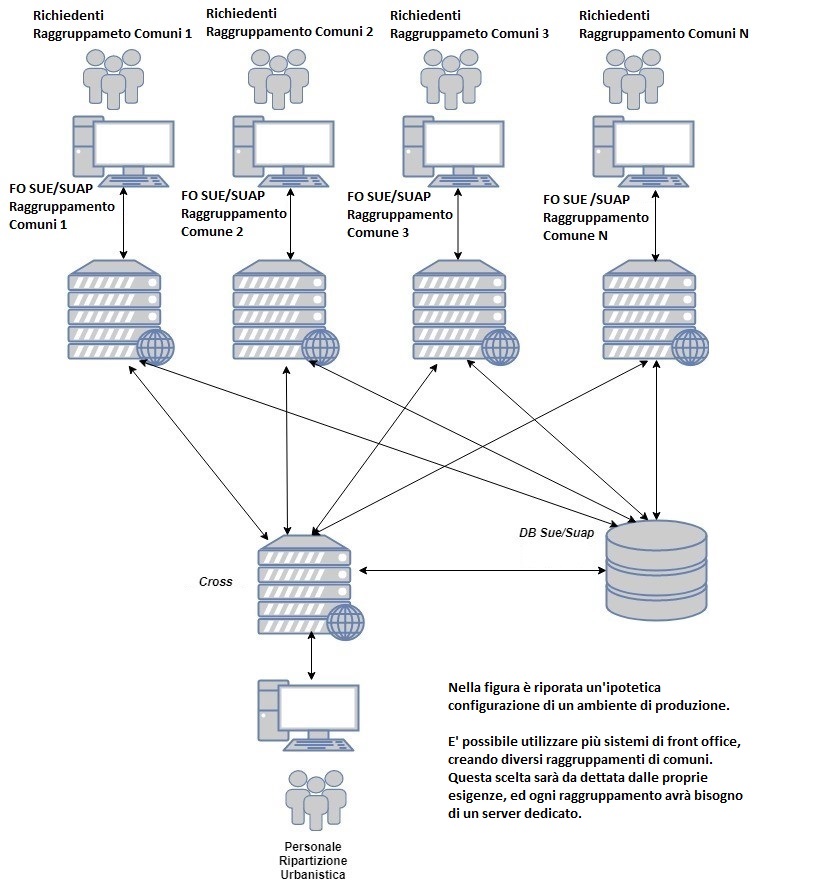 Richiedenti
Raggruppameto Comuni 1
Richiedenti
Raggruppamento Comuni 2
Richiedenti
Raggruppameto Comuni 3
Richiedenti
Raggruppamento Comuni N
FO SUE/SUAP
Raggruppamento
Comuni 1
FO SUE/SUAP
Raggruppamento
Comune 2
FO SUE/SUAP
Raggruppamento
Comune 3
FO SUE /SUAP
Raggruppamento
Comune N
DB Sue/Suap
Cross
Nella figura è riporata un'ipotetica
configurazione di un ambiente di produzione.
E' possibile utilizzare più sistemi di front office,
creando diversi raggruppamenti di comuni.
Questa scelta sarà da dettata dalle proprie
esigenze, ed ogni raggruppamento avrà bisogno
di un server dedicato.
Personale
Ripartizione
Urbanistica